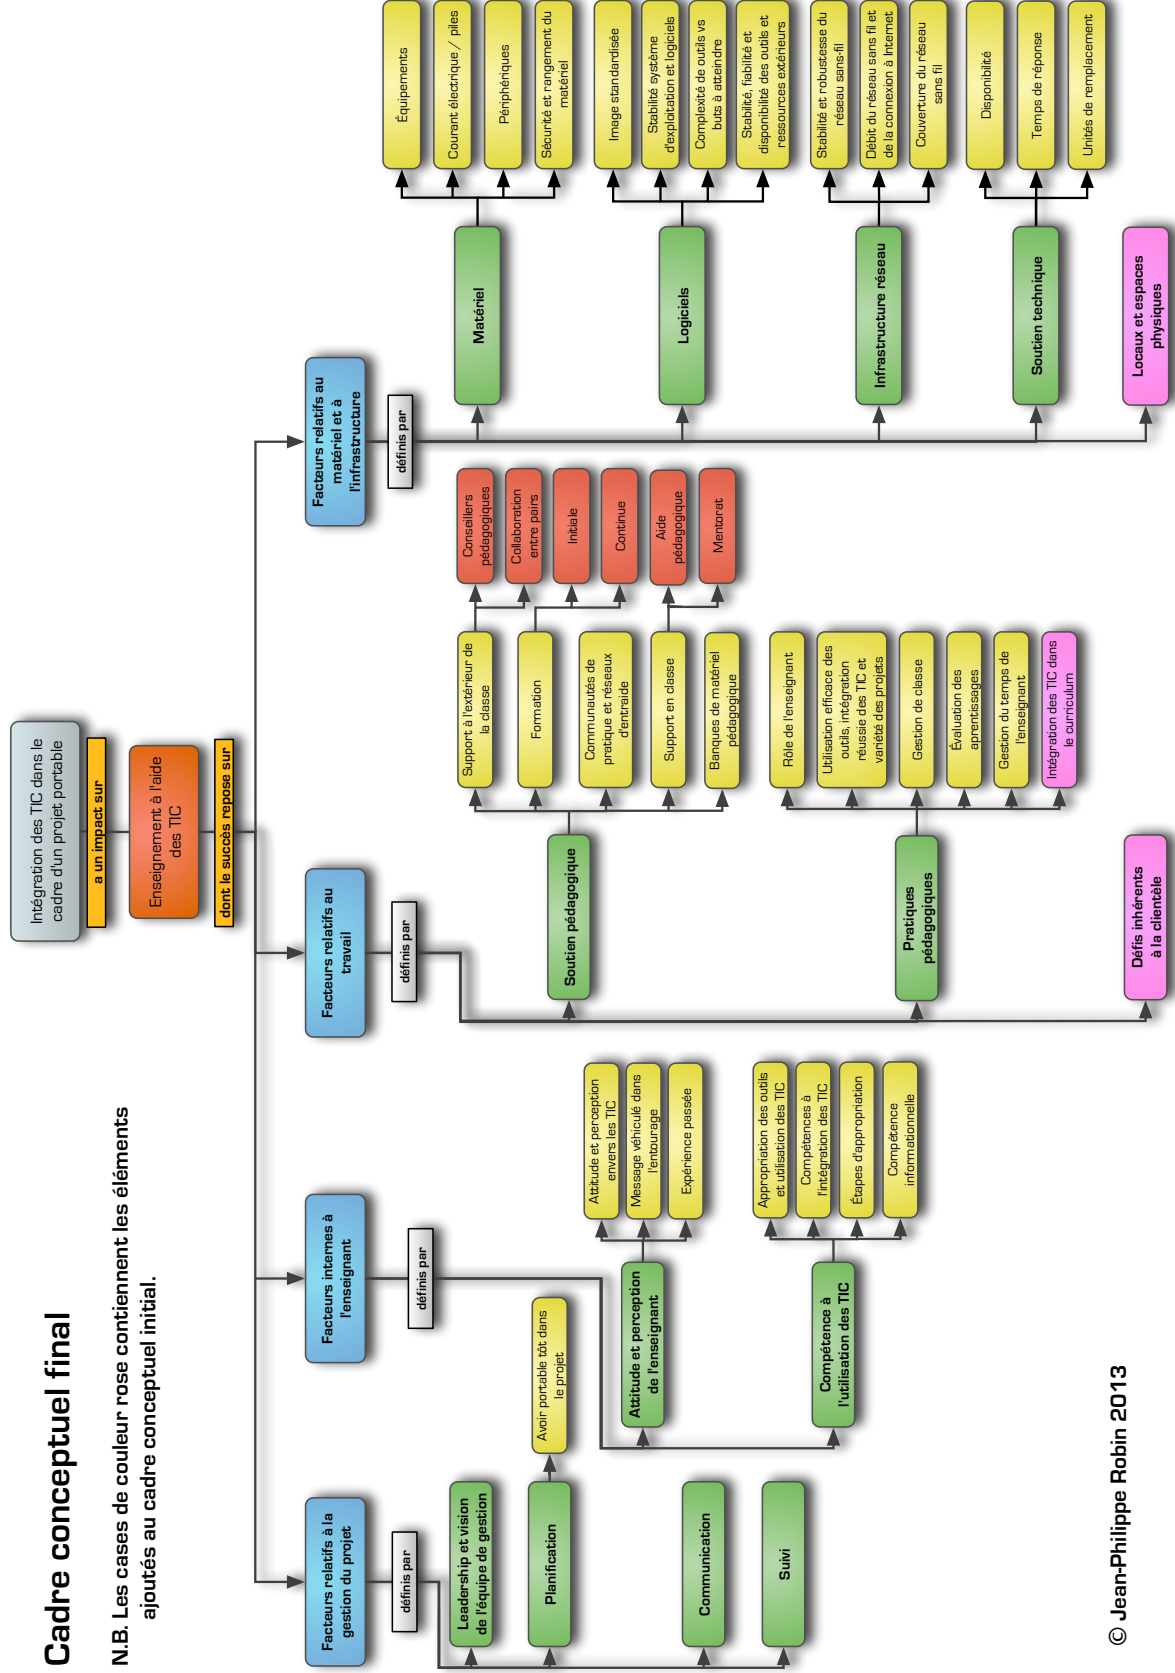 Cadre conceptuel final
N.B. Les cases de couleur rose contiennent les éléments
ajoutés au cadre conceptuel initial.
Intégration des TIC dans le
cadre d'un projet portable
a un impact sur
Enseignement à l'aide
des TIC
dont le succès repose sur
Facteurs relatifs à la
gestion du projet
définis par
Leadership et vision
de l'équipe de gestion
Planification
Avoir portable tôt dans
le projet
Communication
Suivi
Facteurs internes à
l'enseignant
définis par
Attitude et perception
de l'enseignant
Attitude et perception
envers les TIC
Message véhiculé dans
l'entourage
Expérience passée
Compétence à
l'utilisation des TIC
Appropriation des outils
et utilisation des TIC
Compétences à
l'intégration des TIC
Étapes d'appropriation
Compétence
informationnelle
Facteurs relatifs au
travail
définis par
Soutien pédagogique
Support à l'extérieur de
la classe
Conseillers
pédagogiques
Collaboration
entre pairs
Formation
Initiale
Continue
Communautés de
pratique et réseaux
d'entraide
Support en classe
Aide
pédagogique
Mentorat
Banques de matériel
pédagogique
Pratiques
pédagogiques
Rôle de l'enseignant
Utilisation efficace des
outils, intégration
réussie des TIC et
variété des projets
Gestion de classe
Évaluation des
aprentissages
Gestion du temps de
l'enseignant
Intégration des TIC dans
le curriculum
Défis inhérents
à la clientèle
Facteurs relatifs au
matériel et à
l'infrastructure
définis par
Matériel
Équipements
Courant électrique / piles
Périphériques
Sécurité et rangement du
matériel
Logiciels
Image standardisée
Stabilité système
d'exploitation et logiciels
Complexité de outils vs
buts à atteindre
Stabilité, fiabilité et
disponibilité des outils et
ressources extérieurs
Infrastructure réseau
Stabilité et robustesse du
réseau sans-fil
Débit du réseau sans fil et
de la connexion à Internet
Couverture du réseau
sans fil
Soutien technique
Disponibilité
Temps de réponse
Unités de remplacement
Locaux et espaces
physiques
© Jean-Philippe Robin 2013